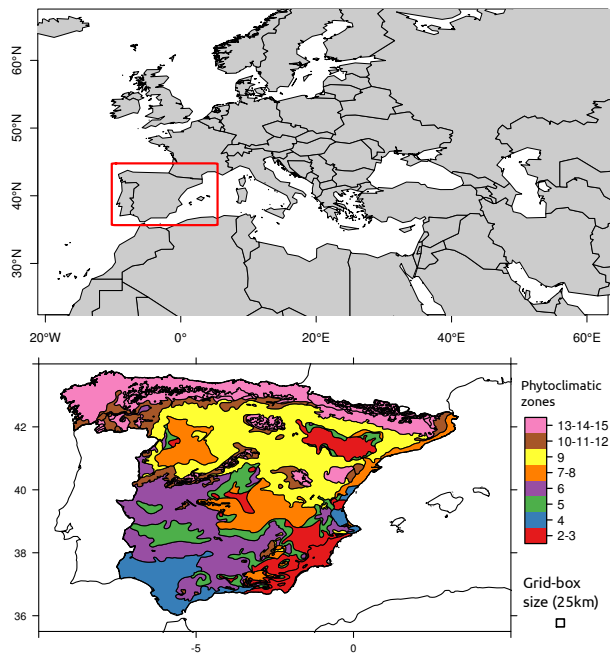 60°N
50°N
40°N
30°N
20°W 0° 20°E 40°E 60°E
42
40
38
36
-5 0
Phytoclimatic
zones
13-14-15
10-11-12
9
7-8
6
5
4
2-3
Grid-box
size (25km)